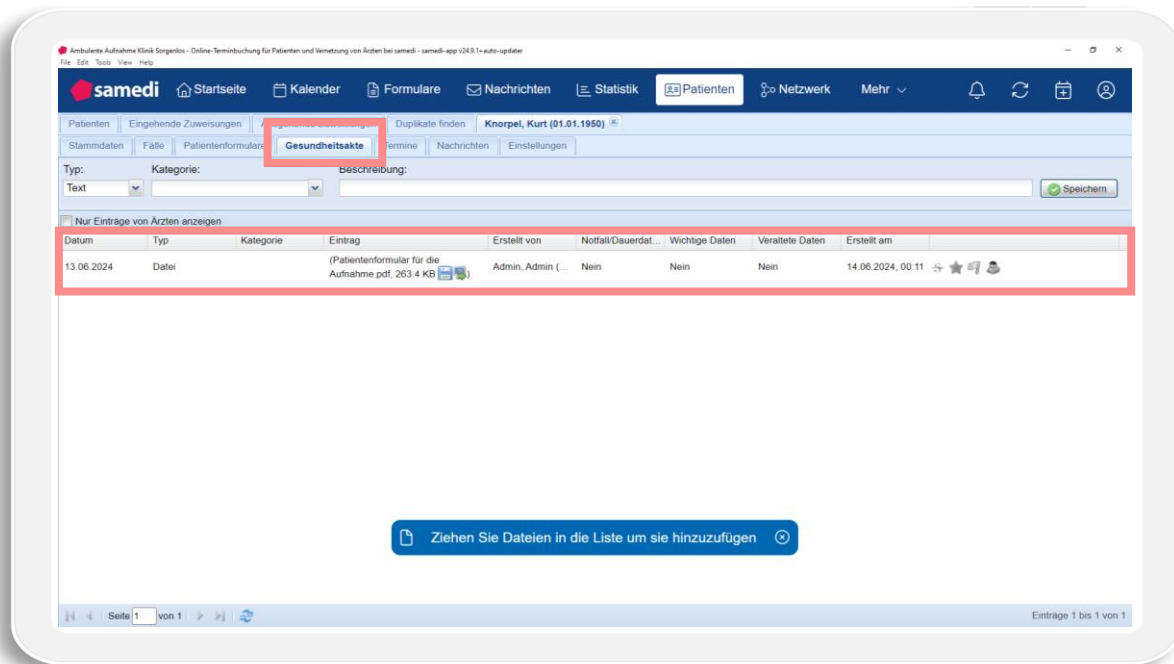 Ambulante Aufnahme Klinik Sorgenlos - Online-Terminbuchung für Patienten und Vernetzung von Ärzten bei samedi - samedi-app v24.9.1+auto-updater
File Edit Tools View Help
samedi Startseite Kalender Formulare Nachrichten Statistik Patienten Netzwerk Mehr
Patienten Eingehende Zuweisungen Duplikate finden Knorpel, Kurt (01.01.1950)
Stammdaten Fälle Patientenformulare Gesundheitsakte Termine Nachrichten Einstellungen
Typ: Kategorie: Beschreibung:
Text Speichern
Nur Einträge von Ärzten anzeigen
Datum Typ Kategorie Eintrag Erstellt von Notfall/Dauerdat... Wichtige Daten Veraltete Daten Erstellt am
13.06.2024 Datei (Patientenformular für die Aufnahme.pdf, 263.4 KB) Admin, Admin (... Nein Nein Nein 14.06.2024, 00:11
Ziehen Sie Dateien in die Liste um sie hinzuzufügen
Seite 1 von 1 Einträge 1 bis 1 von 1